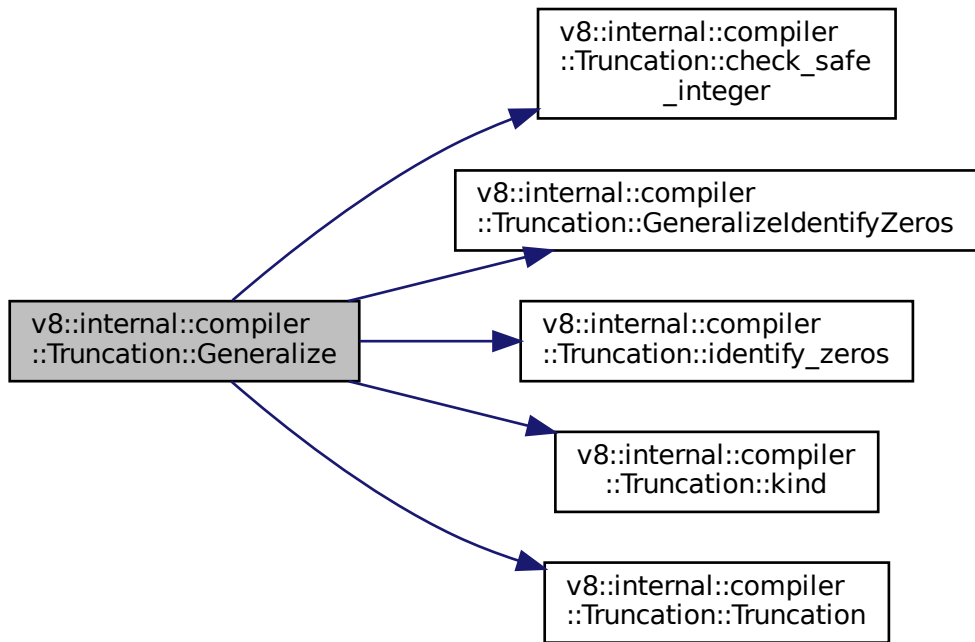 v8::internal::compiler
::Truncation::check_safe
_integer
v8::internal::compiler
::Truncation::GeneralizeIdentifyZeros
v8::internal::compiler
::Truncation::Generalize
v8::internal::compiler
::Truncation::identify_zeros
v8::internal::compiler
::Truncation::kind
v8::internal::compiler
::Truncation::Truncation